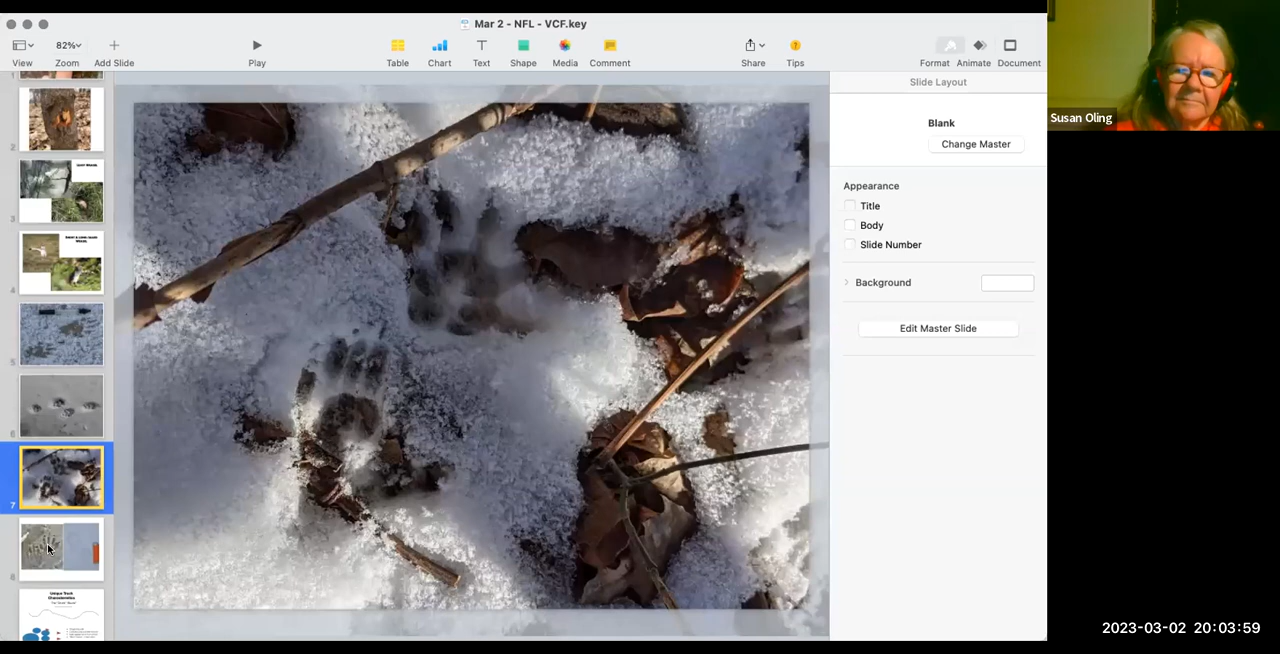 Mar 2 - NFL - VCF.key
82%
View
Zoom
Add Slide
Play
Table
Chart
Text
Shape
Media
Comment
Share
Tips
Format
Animate
Document
Slide Layout
Blank
Change Master
Appearance
Title
Body
Slide Number
Background
Edit Master Slide
1
2
3
4
5
6
7
8
Unique Track
Characteristics
Susan Oling
2023-03-02 20:03:59